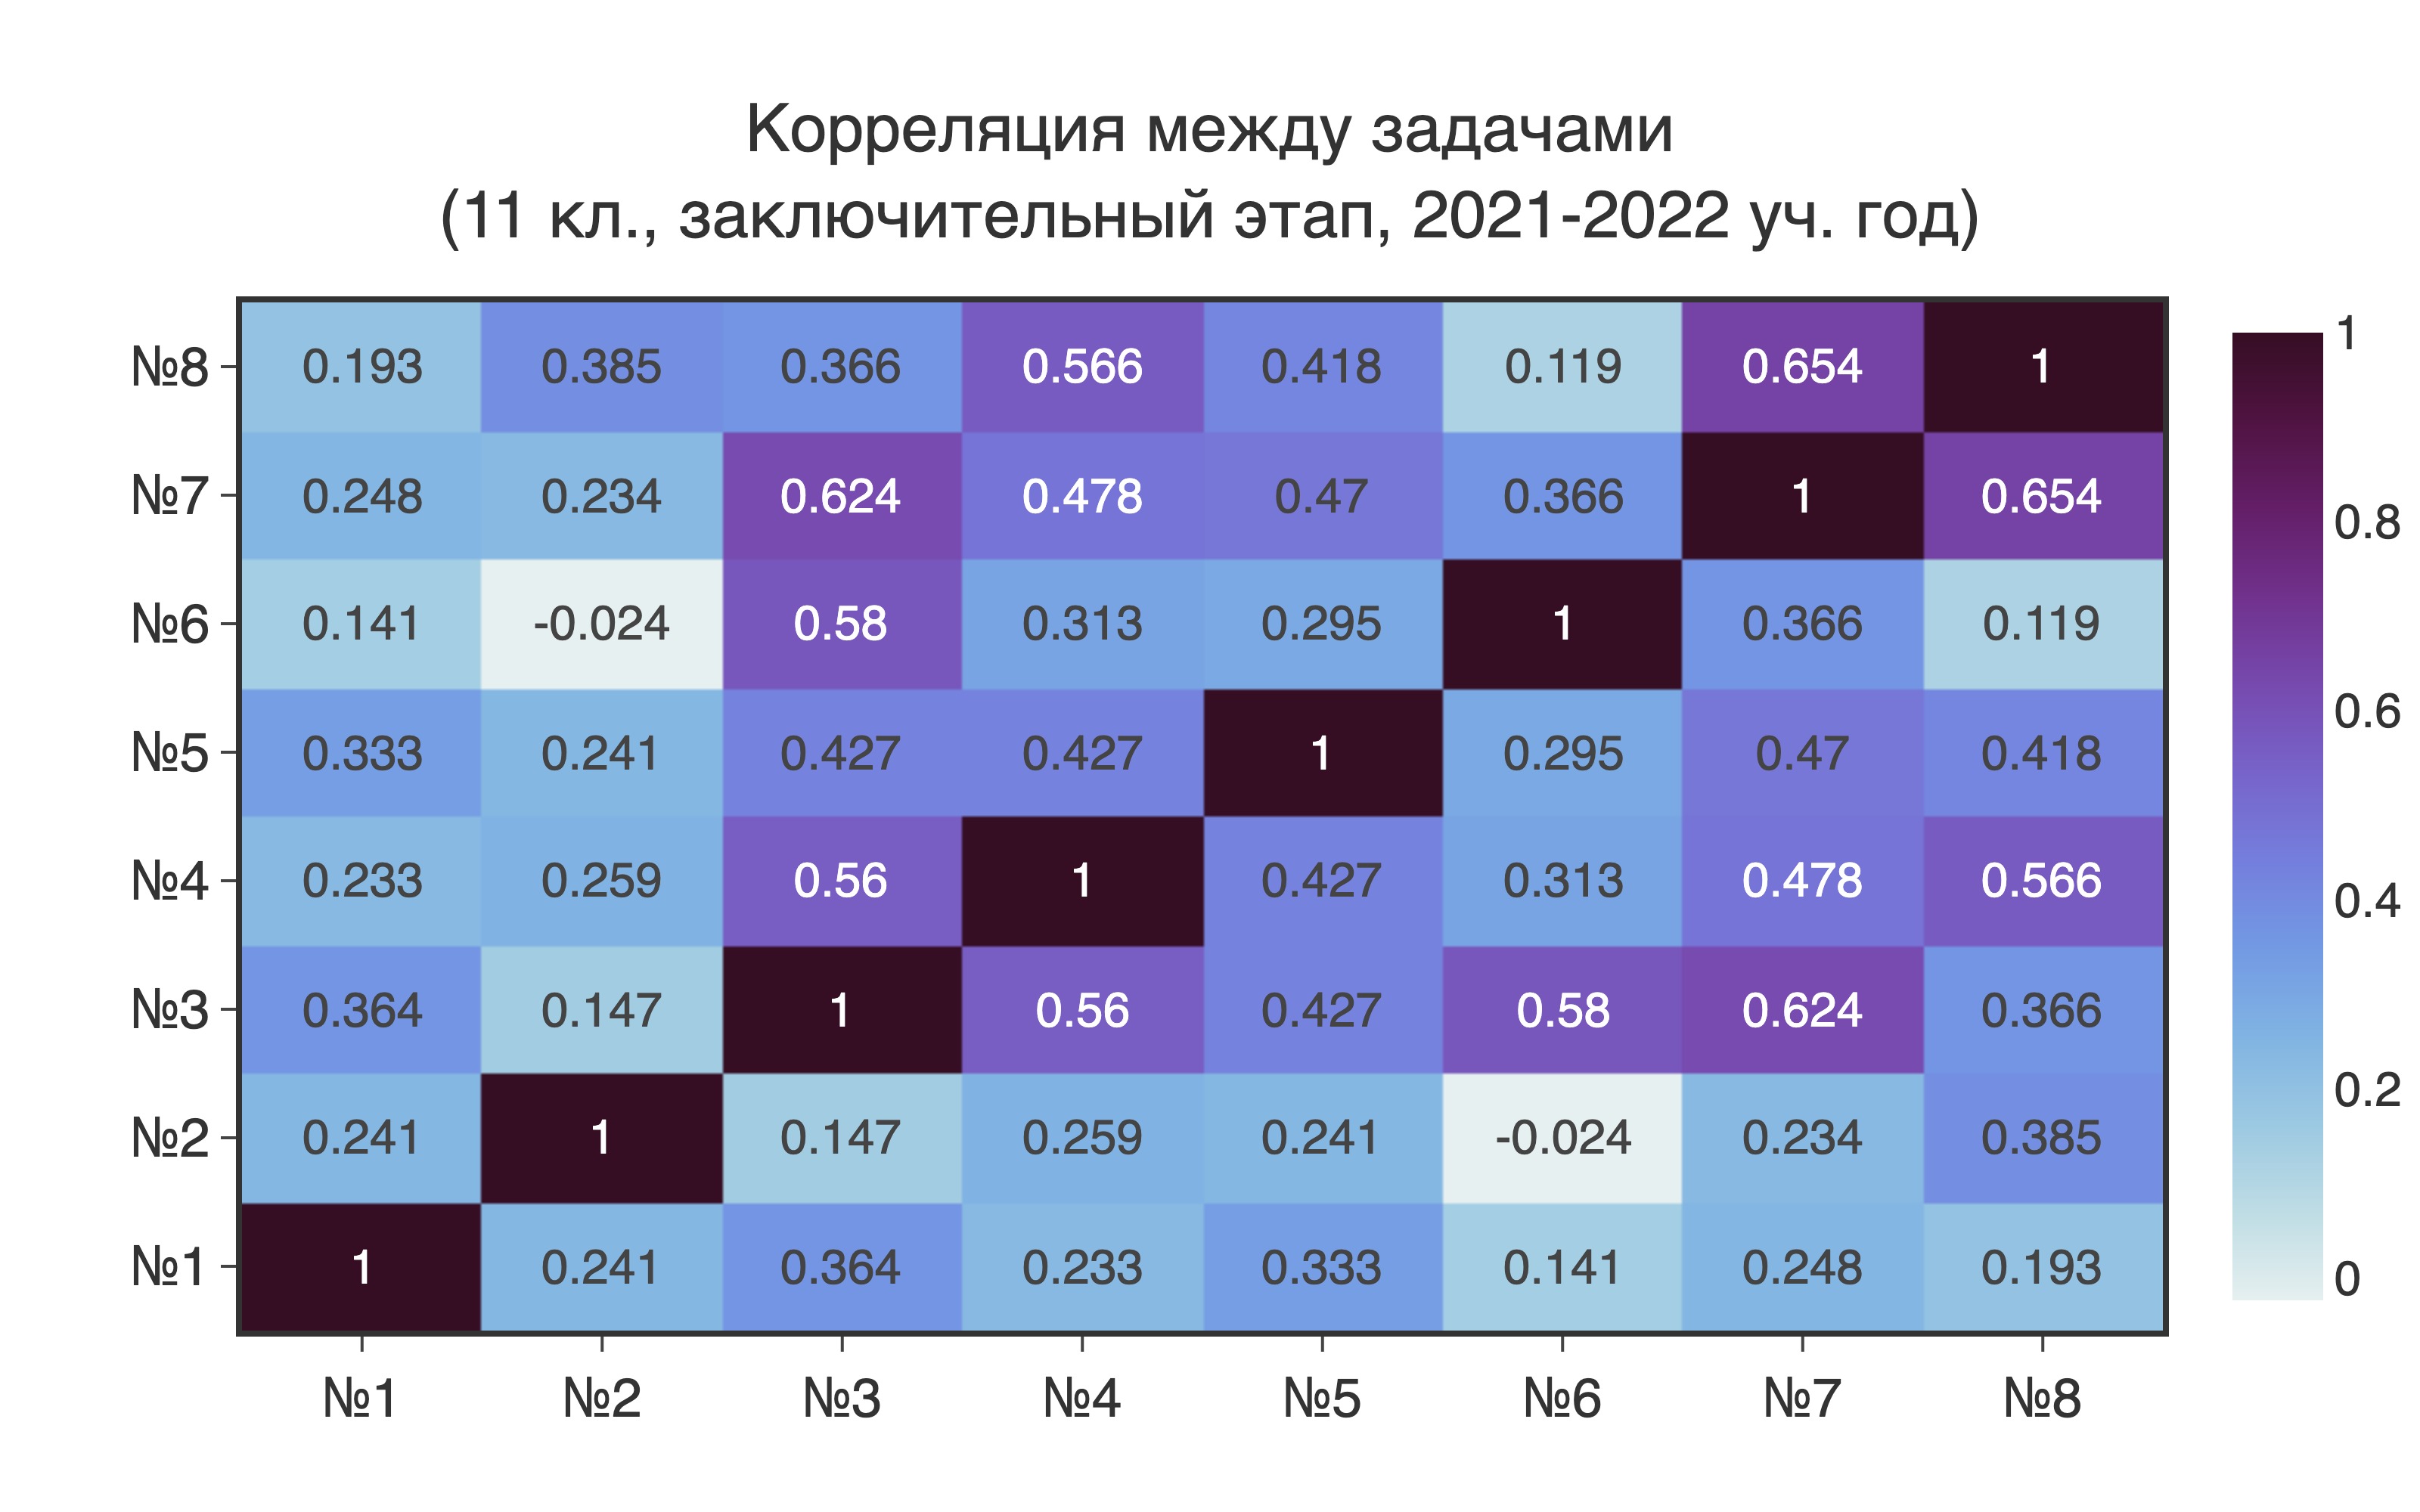 Корреляция между задачами
(11 кл., заключительный этап, 2021-2022 уч. год)
№8 0.193 0.385 0.366 0.566 0.418 0.119 0.654 1
№7 0.248 0.234 0.624 0.478 0.47 0.366 1 0.654
№6 0.141 -0.024 0.58 0.313 0.295 1 0.366 0.119
№5 0.333 0.241 0.427 0.427 1 0.295 0.47 0.418
№4 0.233 0.259 0.56 1 0.427 0.313 0.478 0.566
№3 0.364 0.147 1 0.56 0.427 0.58 0.624 0.366
№2 0.241 1 0.147 0.259 0.241 -0.024 0.234 0.385
№1 1 0.241 0.364 0.233 0.333 0.141 0.248 0.193
№1 №2 №3 №4 №5 №6 №7 №8
1
0.8
0.6
0.4
0.2
0